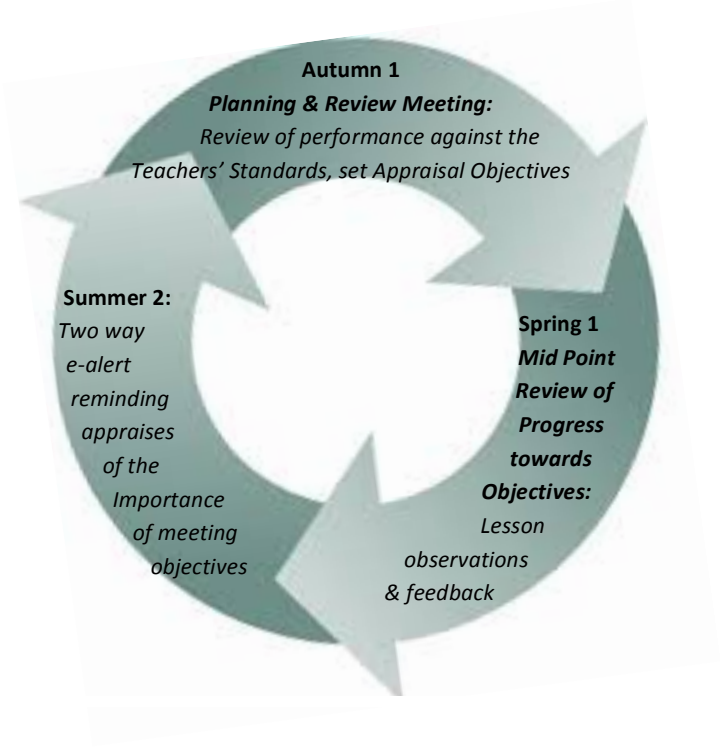 Autumn 1
Planning & Review Meeting:
Review of performance against the
Teachers’ Standards, set Appraisal Objectives
Spring 1
Mid Point
Review of
Progress
towards
Objectives:
Lesson
observations
& feedback
Summer 2:
Two way
e-alert
reminding
appraises
of the
Importance
of meeting
objectives